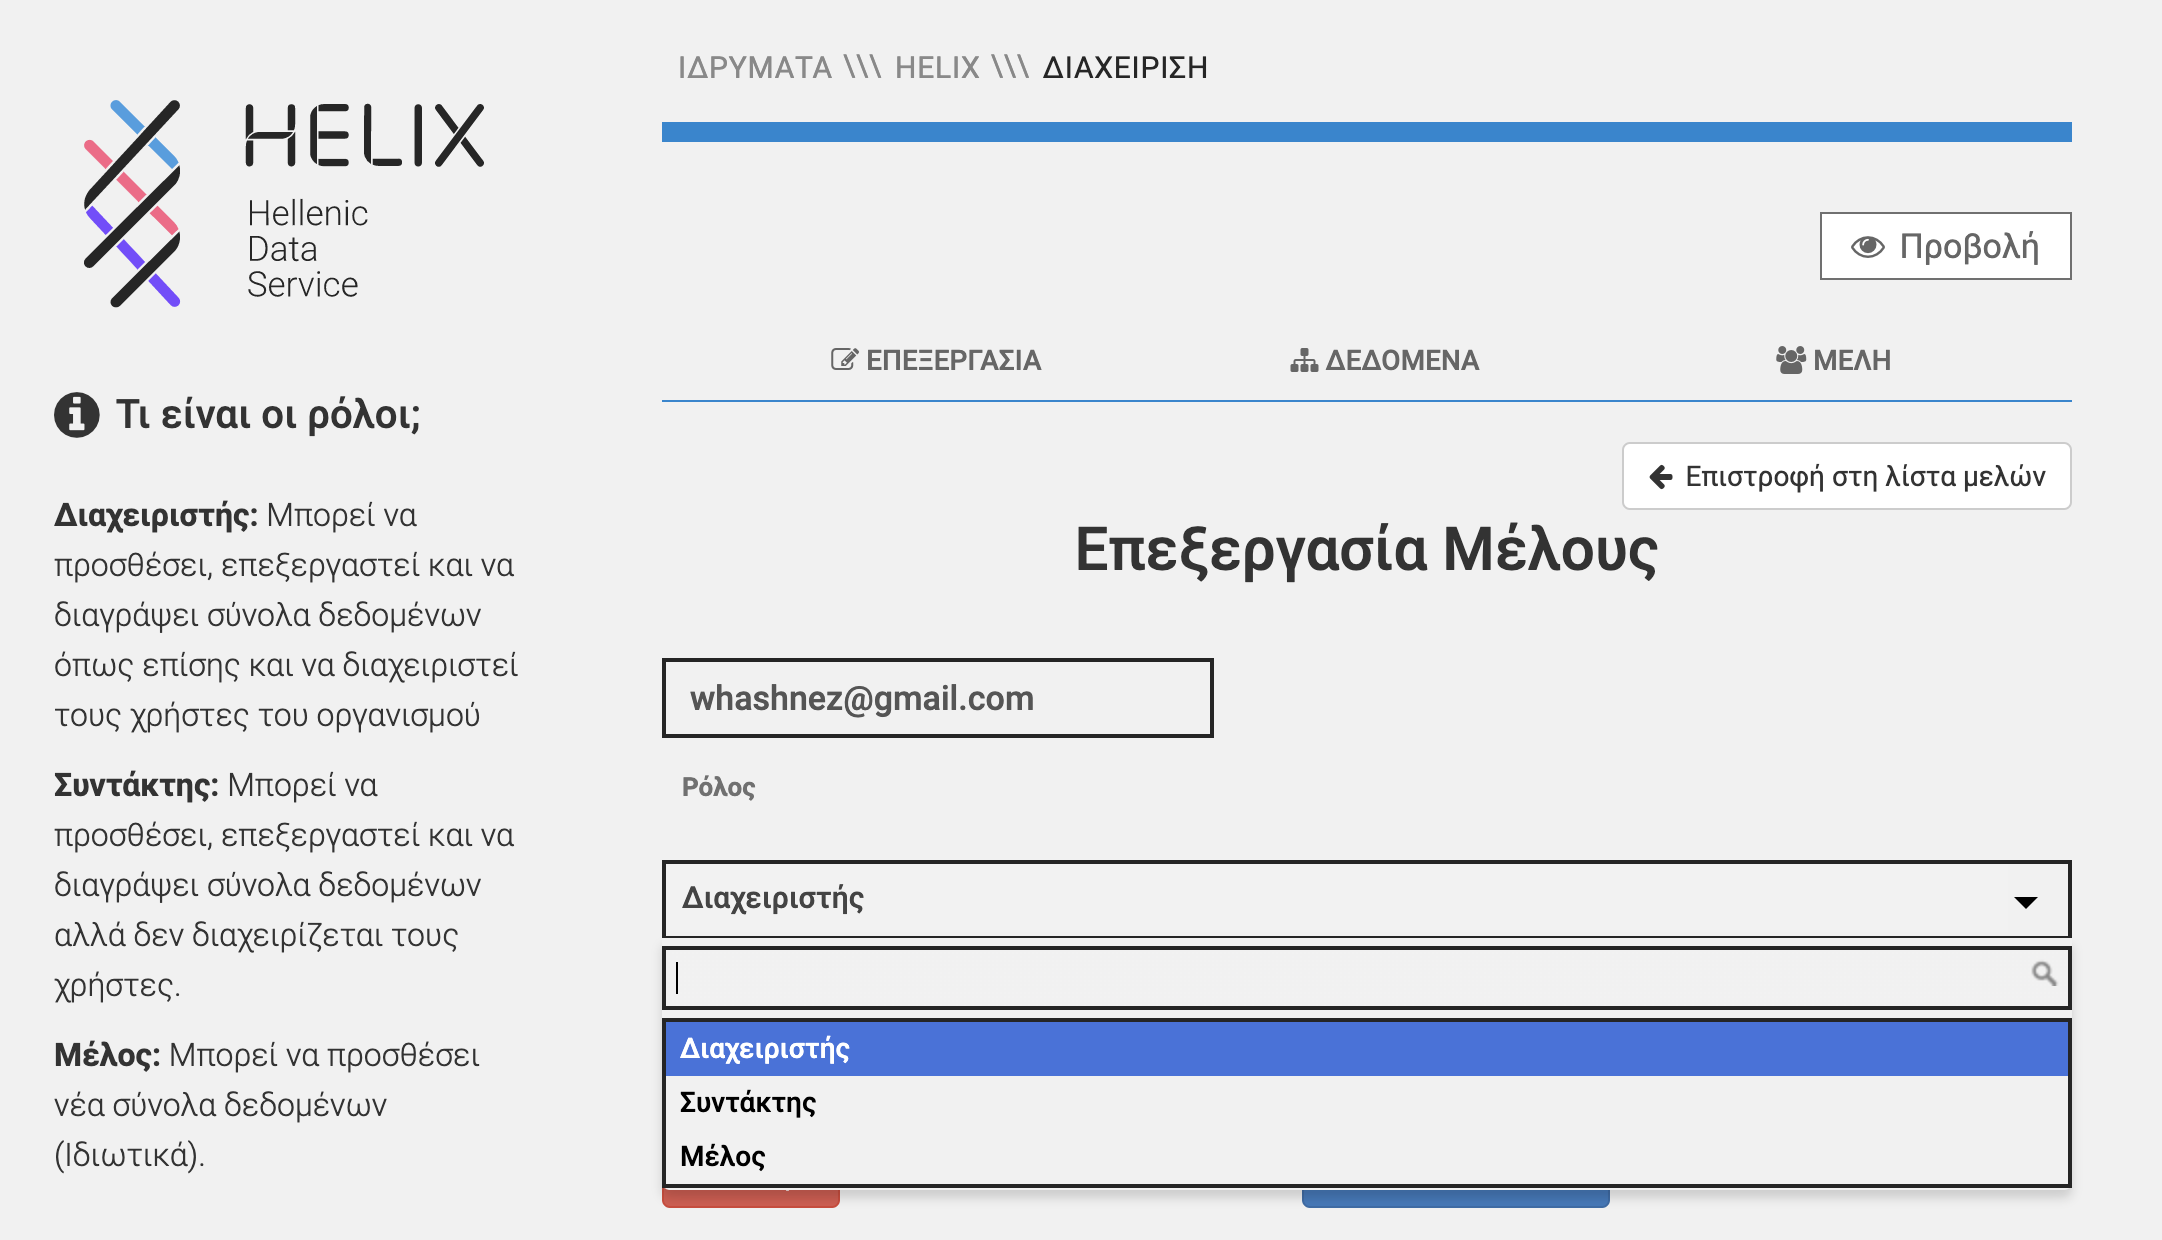 ΙΔΡΥΜΑΤΑ \\\ HELIX \\\ ΔΙΑΧΕΙΡΙΣΗ
HELIX
Hellenic
Data
Service
Προβολή
ΕΠΕΞΕΡΓΑΣΙΑ ΔΕΔΟΜΕΝΑ ΜΕΛΗ
Τι είναι οι ρόλοι;
Διαχειριστής: Μπορεί να
προσθέσει, επεξεργαστεί και να
διαγράψει σύνολα δεδομένων
όπως επίσης και να διαχειριστεί
τους χρήστες του οργανισμού
Συντάκτης: Μπορεί να
προσθέσει, επεξεργαστεί και να
διαγράψει σύνολα δεδομένων
αλλά δεν διαχειρίζεται τους
χρήστες.
Μέλος: Μπορεί να προσθέσει
νέα σύνολα δεδομένων
(Ιδιωτικά).
Επιστροφή στη λίστα μελών
Επεξεργασία Μέλους
whashnez@gmail.com
Ρόλος
Διαχειριστής
Διαχειριστής
Συντάκτης
Μέλος